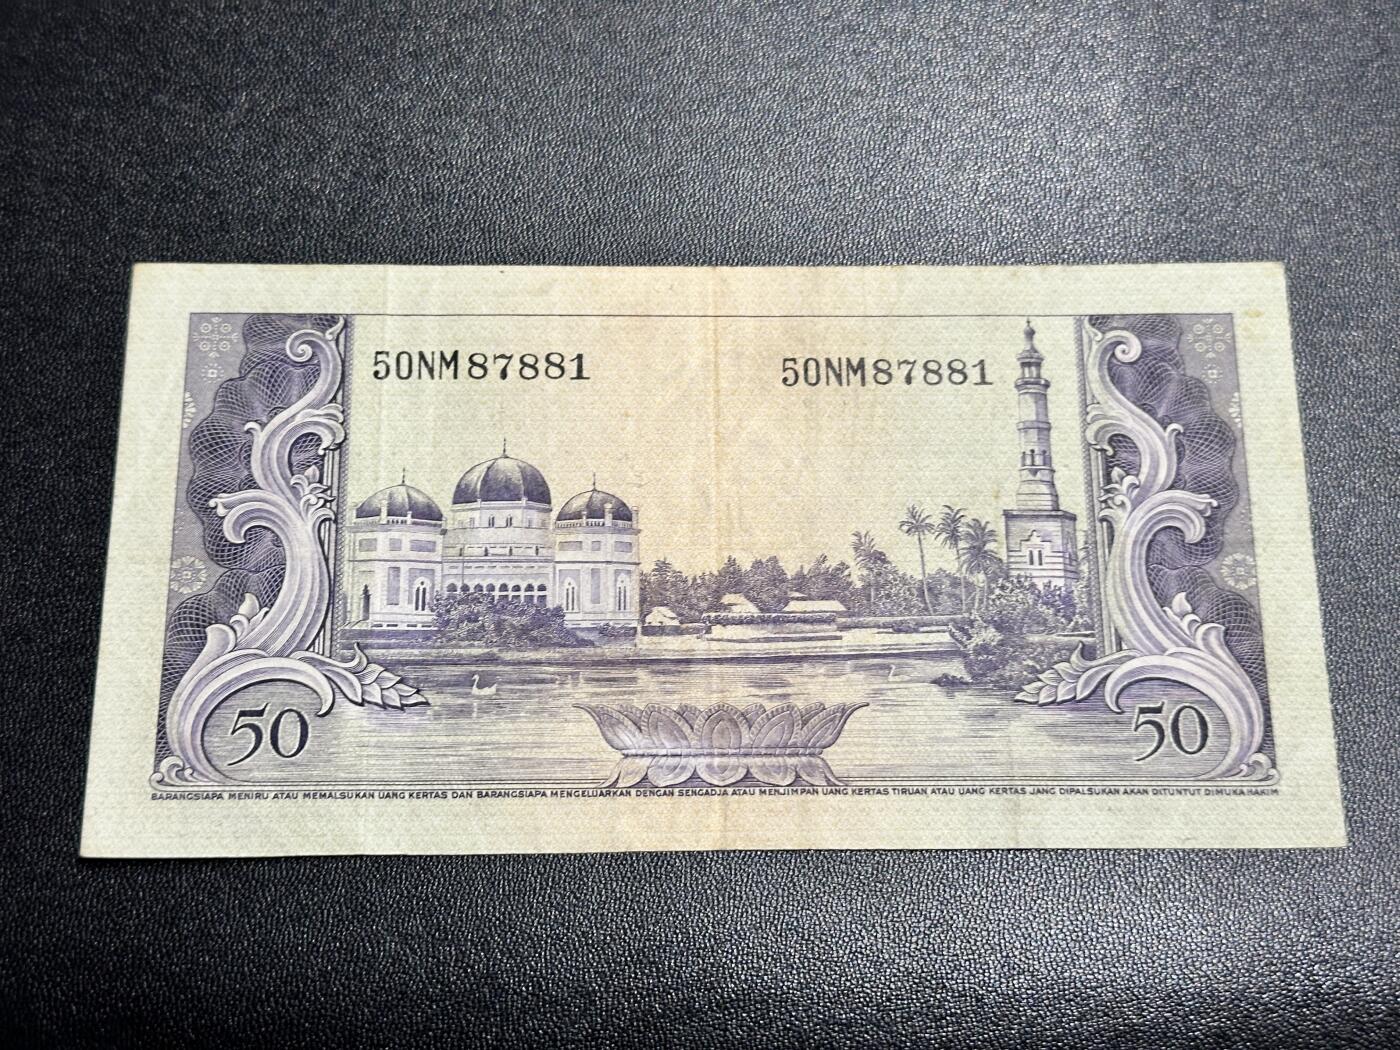 50NM87881 50NM87881
50 50
BARANGSIAPA MENIRU ATAU MEMALSUKAN UANG KERTAS DAN BARANGSIAPA MENGELUARKAN DENGAN SENGADJA ATAU MENJIMPAN UANG KERTAS TIRUAN ATAU UANG KERTAS JANG DIPALSUKAN AKAN DITUNTUT DIMUKA HAKIM